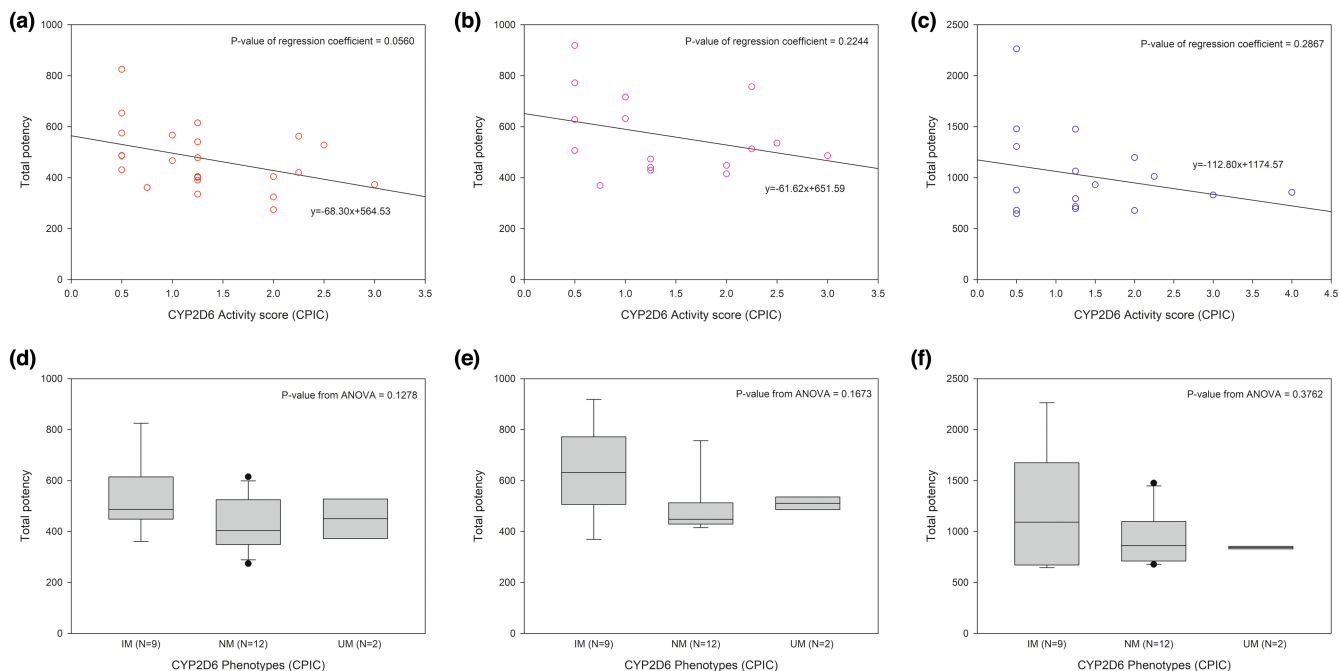 (a)
P-value of regression coefficient = 0.0560
1000
800
600
400
200
0
Total potency
y=-68.30x+564.53
0.0 0.5 1.0 1.5 2.0 2.5 3.0 3.5
CYP2D6 Activity score (CPIC)
(b)
P-value of regression coefficient = 0.2244
1000
800
600
400
200
0
Total potency
y=-61.62x+651.59
0.0 0.5 1.0 1.5 2.0 2.5 3.0 3.5
CYP2D6 Activity score (CPIC)
(c)
P-value of regression coefficient = 0.2867
2500
2000
1500
1000
500
0
Total potency
y=-112.80x+1174.57
0.0 0.5 1.0 1.5 2.0 2.5 3.0 3.5 4.0 4.5
CYP2D6 Activity score (CPIC)
(d)
P-value from ANOVA = 0.1278
1000
800
600
400
200
0
Total potency
IM (N=9) NM (N=12) UM (N=2)
CYP2D6 Phenotypes (CPIC)
(e)
P-value from ANOVA = 0.1673
1000
800
600
400
200
0
Total potency
IM (N=9) NM (N=12) UM (N=2)
CYP2D6 Phenotypes (CPIC)
(f)
P-value from ANOVA = 0.3762
2500
2000
1500
1000
500
0
Total potency
IM (N=9) NM (N=12) UM (N=2)
CYP2D6 Phenotypes (CPIC)